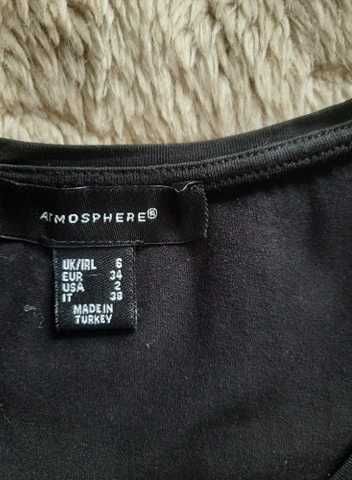 ATMOSPHERE®
UK/IRL 6
EUR 34
USA 2
IT 38
MADE IN
TURKEY